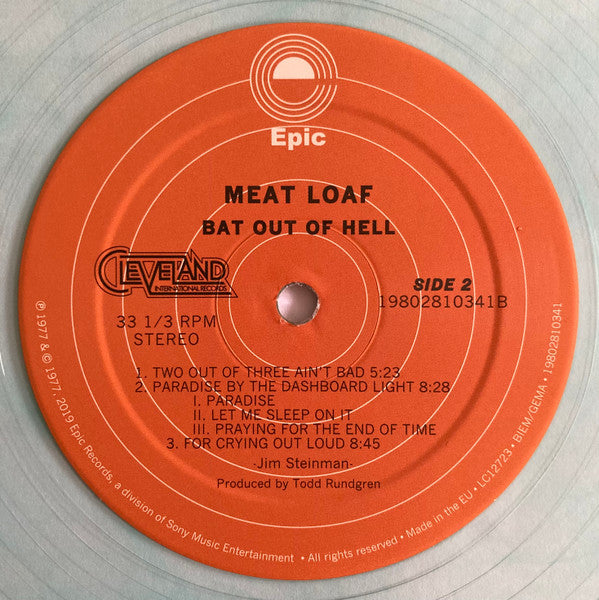 Epic
MEAT LOAF
BAT OUT OF HELL
CLEVELAND
INTERNATIONAL RECORDS
SIDE 2
19802810341B
33 1/3 RPM
STEREO
1. TWO OUT OF THREE AIN'T BAD 5:23
2. PARADISE BY THE DASHBOARD LIGHT 8:28
I. PARADISE
II. LET ME SLEEP ON IT
III. PRAYING FOR THE END OF TIME
3. FOR CRYING OUT LOUD 8:45
-Jim Steinman-
Produced by Todd Rundgren
℗ 1977 & © 1977, 2019 Epic Records, a division of Sony Music Entertainment • All rights reserved • Made in the EU • LC12723 • BIEM/GEMA • 19802810341